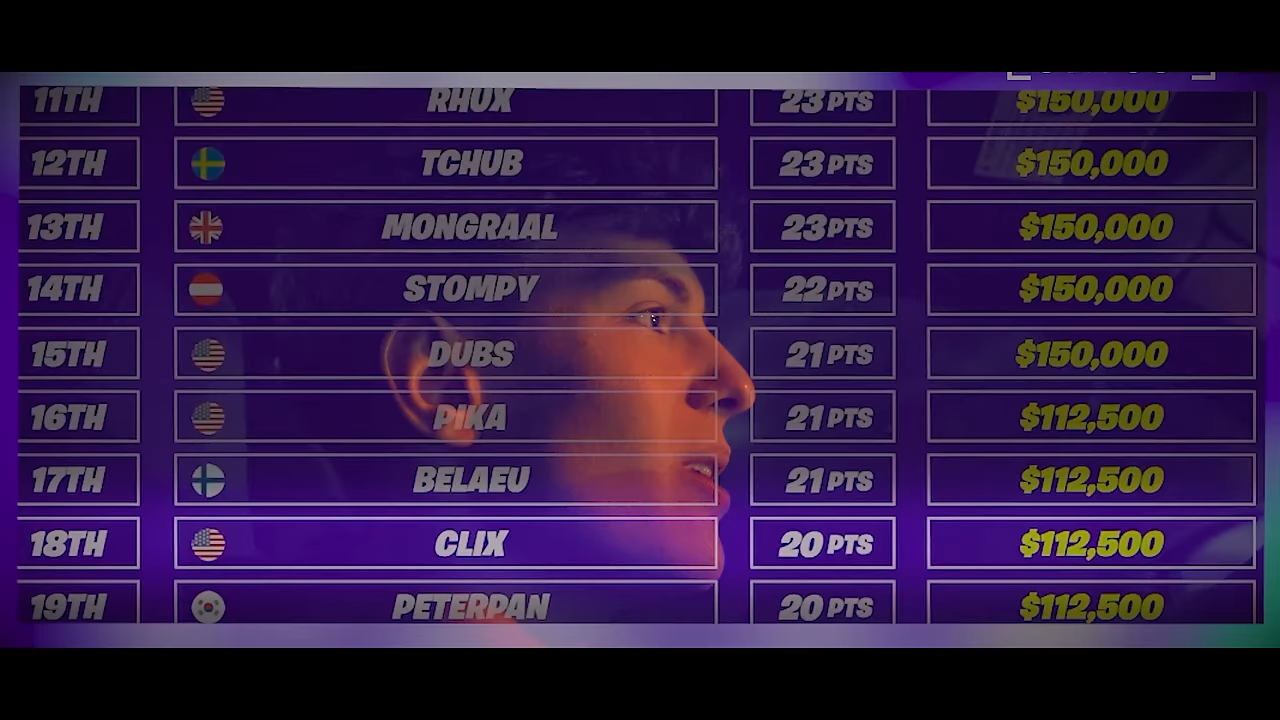 11TH RHUX 23 PTS $150,000
12TH TCHUB 23 PTS $150,000
13TH MONGRAAL 23 PTS $150,000
14TH STOMPY 22 PTS $150,000
15TH DUBS 21 PTS $150,000
16TH PIKA 21 PTS $112,500
17TH BELAEU 21 PTS $112,500
18TH CLIX 20 PTS $112,500
19TH PETERPAN 20 PTS $112,500